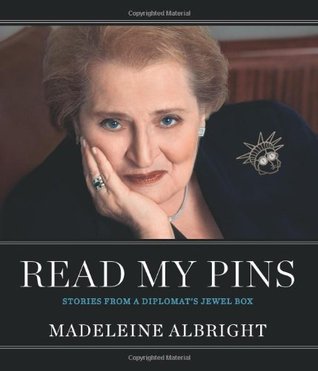 Copyrighted Material
READ MY PINS
STORIES FROM A DIPLOMAT'S JEWEL BOX
MADELEINE ALBRIGHT
Copyrighted Material